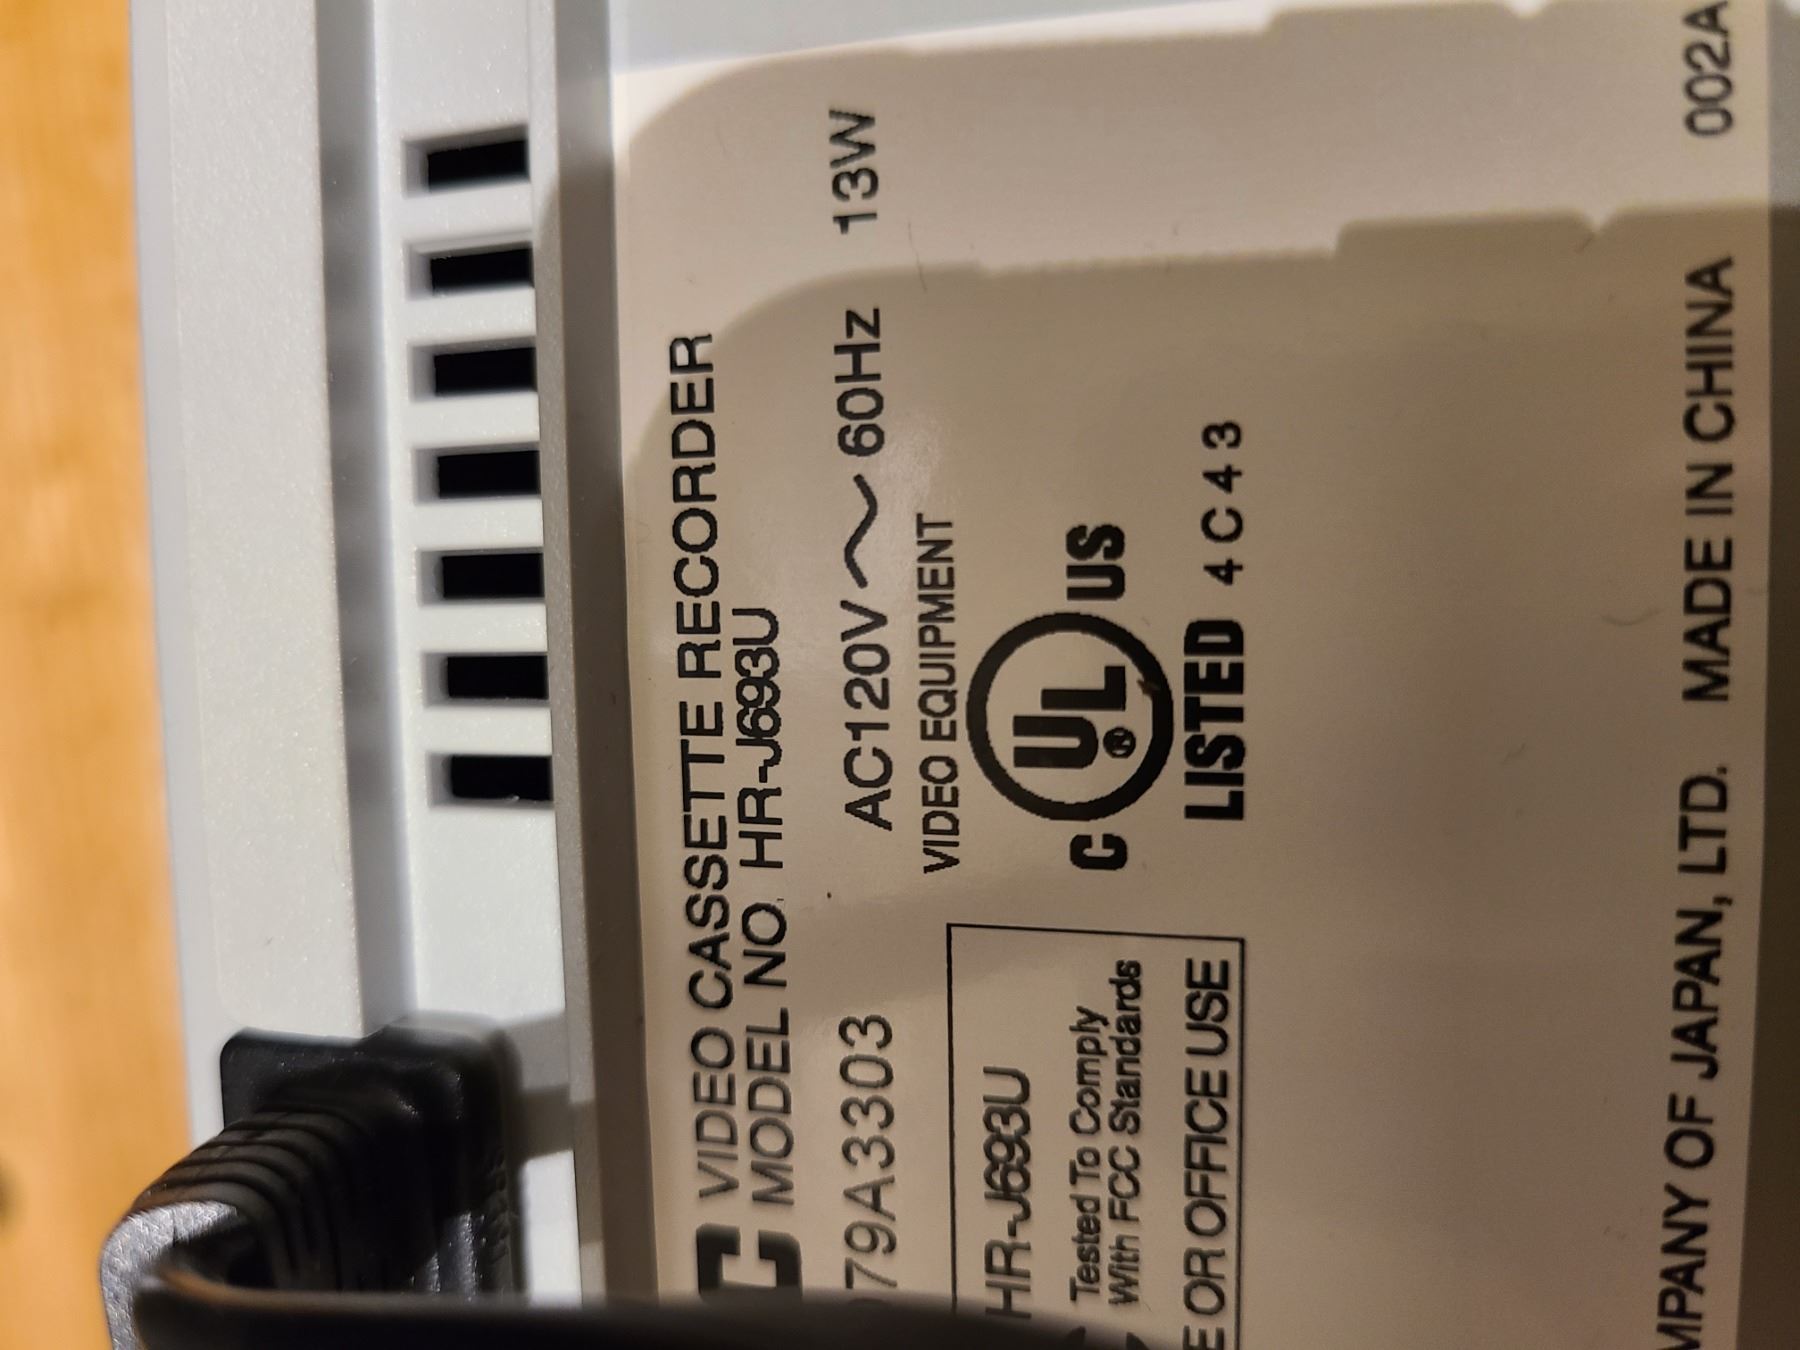 C VIDEO CASSETTE RECORDER
MODEL NO. HR-J693U
79A3303
AC120V ~ 60Hz 13W
VIDEO EQUIPMENT
HR-J693U
Tested To Comply
With FCC Standards
E OR OFFICE USE
C UL® US
LISTED 4C43
MPANY OF JAPAN, LTD. MADE IN CHINA 002A